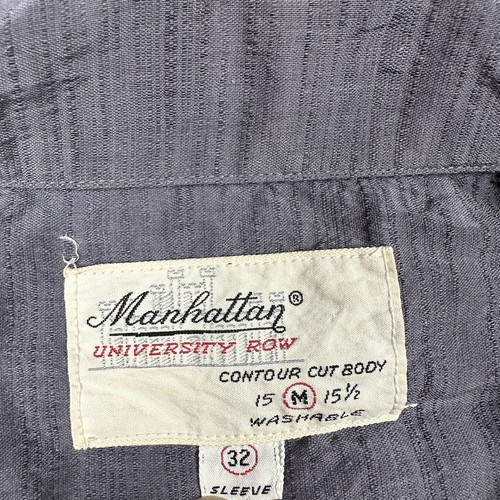 Manhattan®
UNIVERSITY ROW
CONTOUR CUT BODY
15 M 15½
WASHABLE
32
SLEEVE